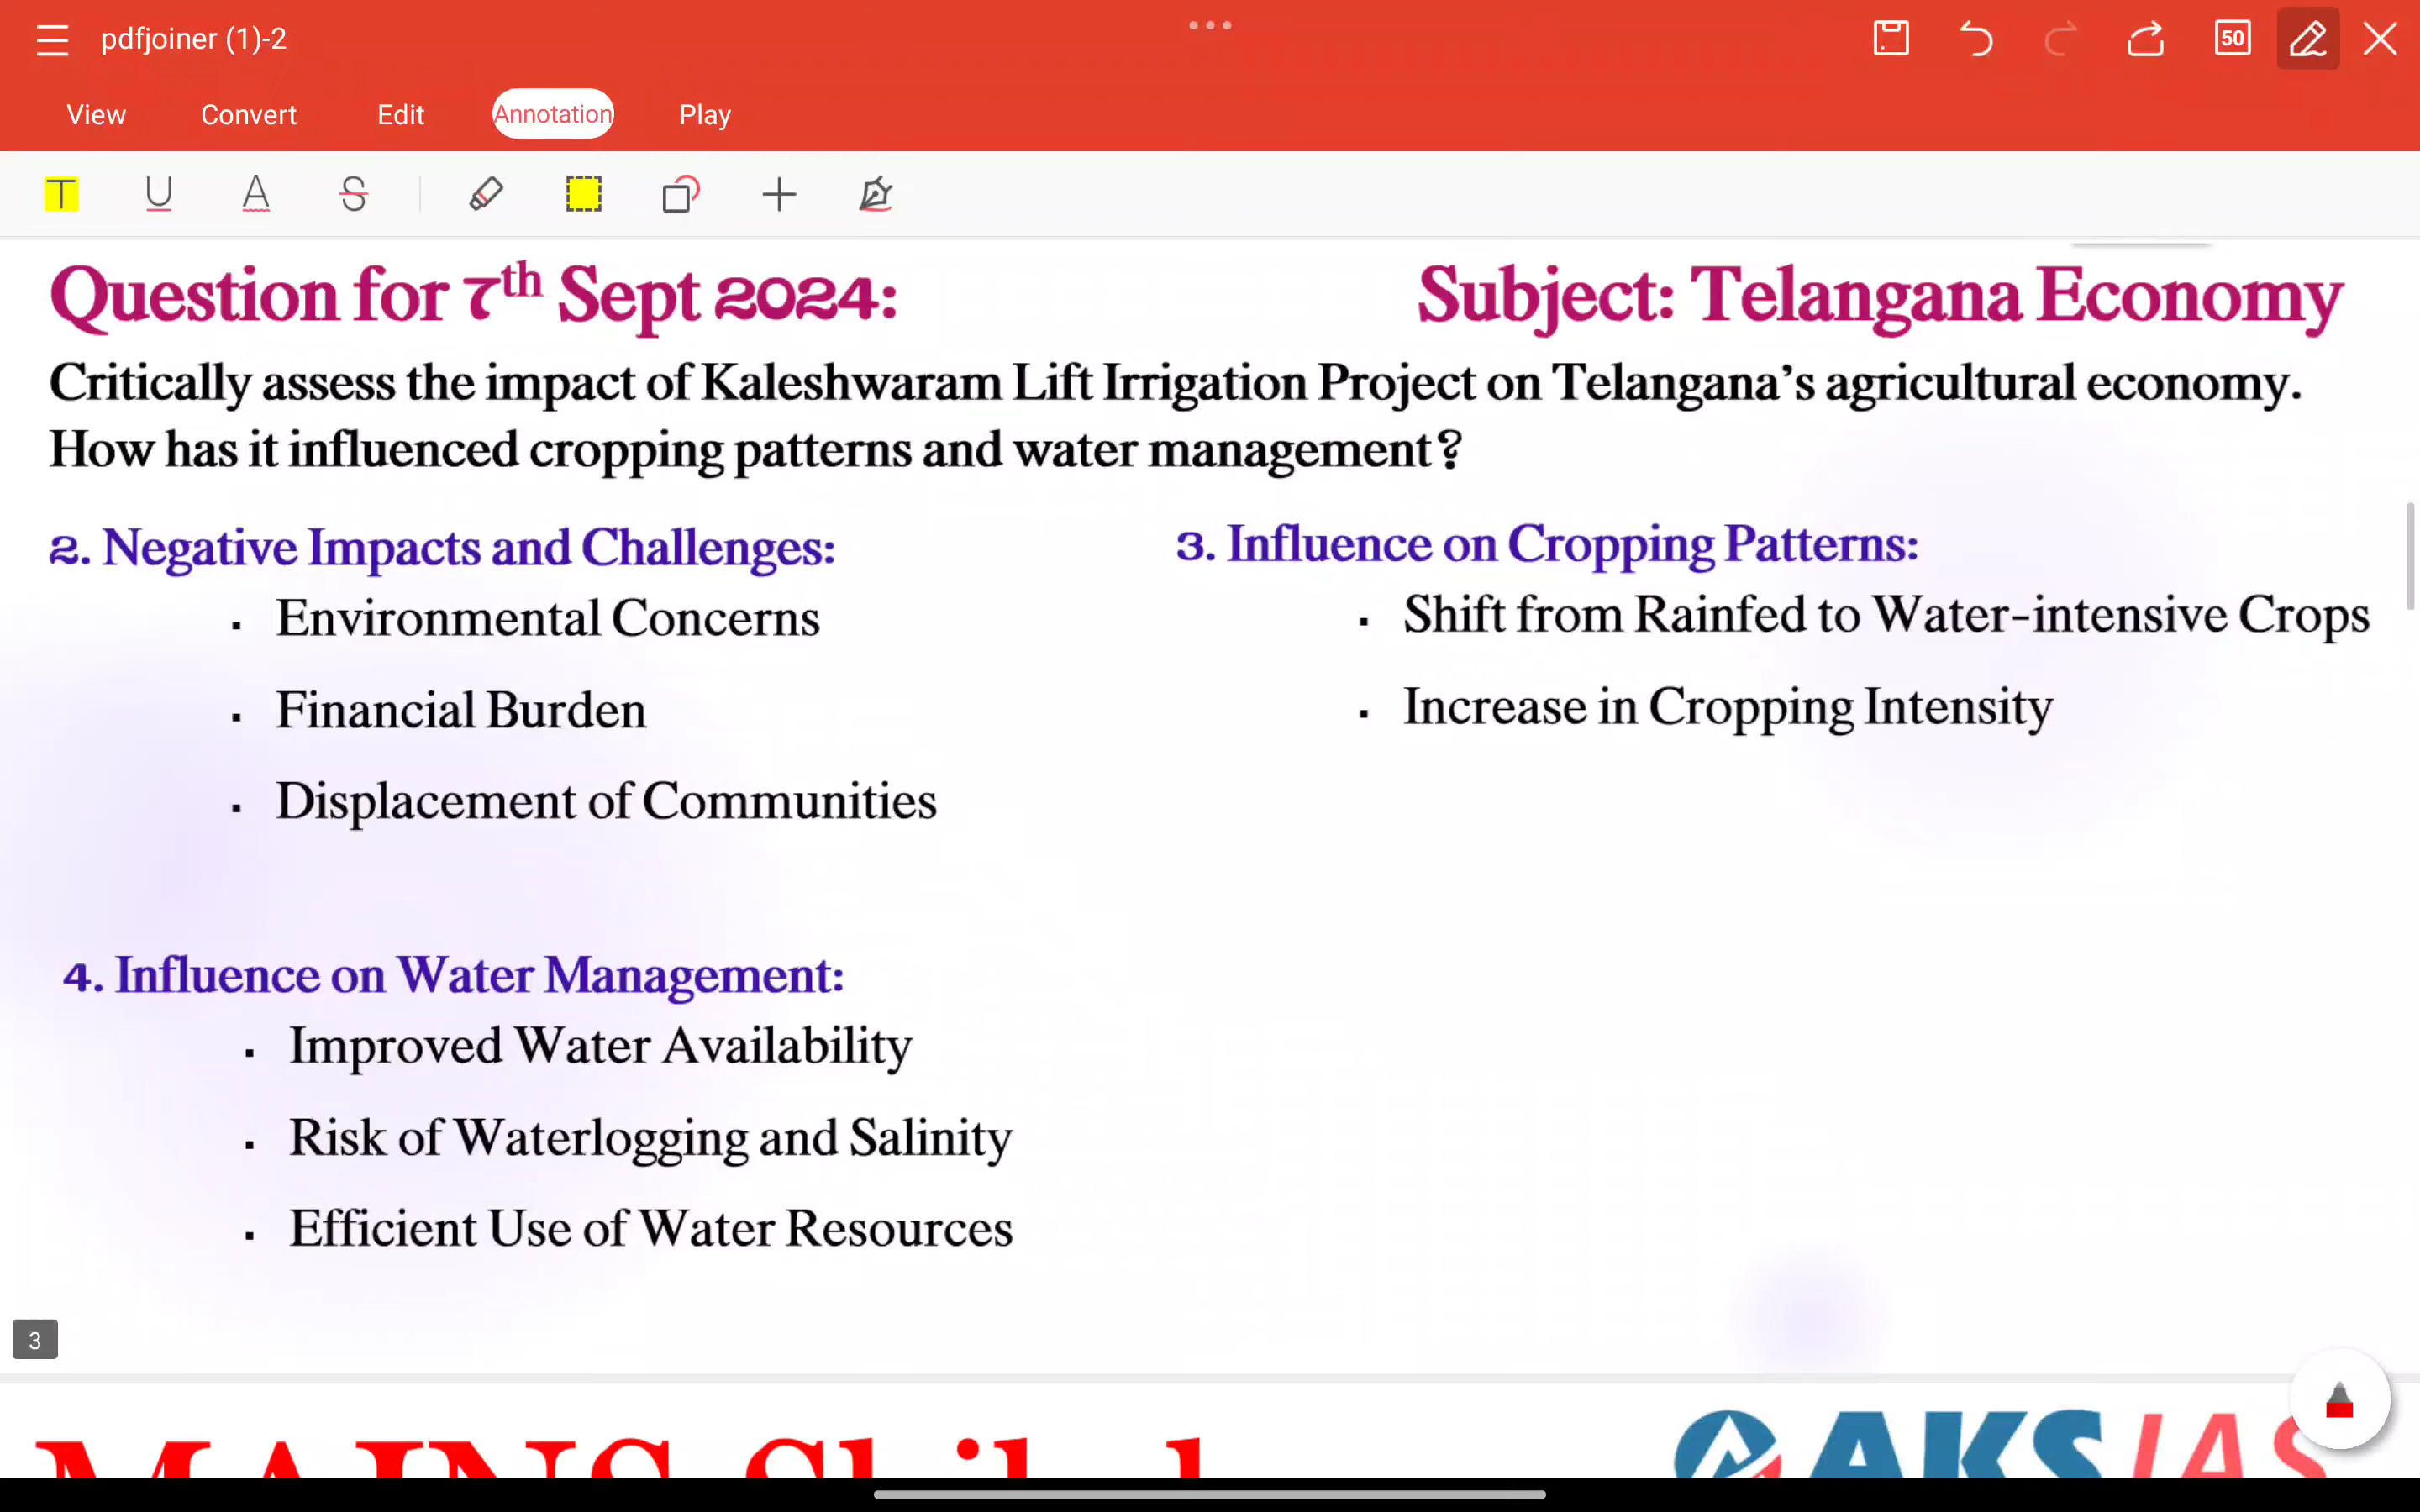 pdfjoiner (1)-2
50
View Convert Edit Annotation Play
T U A S
Question for 7th Sept 2024:
Subject: Telangana Economy
Critically assess the impact of Kaleshwaram Lift Irrigation Project on Telangana's agricultural economy.
How has it influenced cropping patterns and water management?
2. Negative Impacts and Challenges:
▪ Environmental Concerns
▪ Financial Burden
▪ Displacement of Communities
3. Influence on Cropping Patterns:
▪ Shift from Rainfed to Water-intensive Crops
▪ Increase in Cropping Intensity
4. Influence on Water Management:
▪ Improved Water Availability
▪ Risk of Waterlogging and Salinity
▪ Efficient Use of Water Resources
3
MAINS
AKS IAS